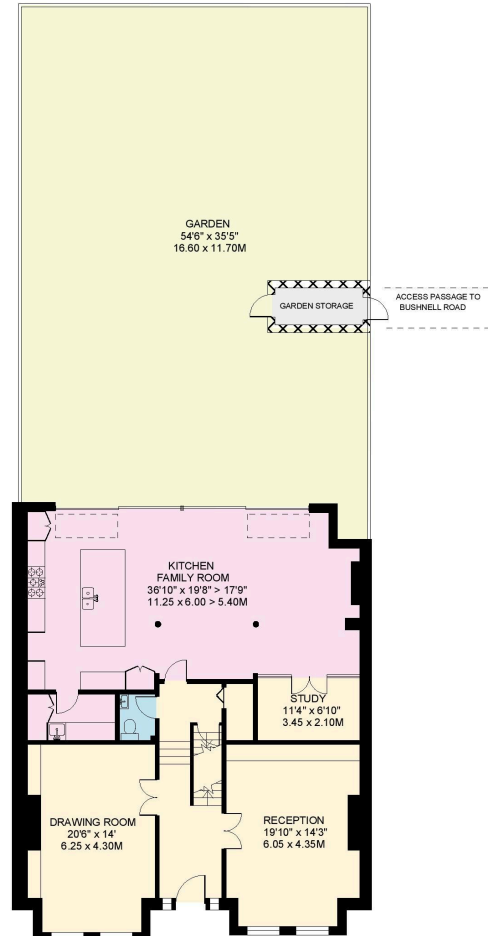 GARDEN
54'6" x 35'5"
16.60 x 11.70M
GARDEN STORAGE
ACCESS PASSAGE TO
BUSHNELL ROAD
KITCHEN
FAMILY ROOM
36'10" x 19'8" > 17'9"
11.25 x 6.00 > 5.40M
STUDY
11'4" x 6'10"
3.45 x 2.10M
DRAWING ROOM
20'6" x 14'
6.25 x 4.30M
RECEPTION
19'10" x 14'3"
6.05 x 4.35M